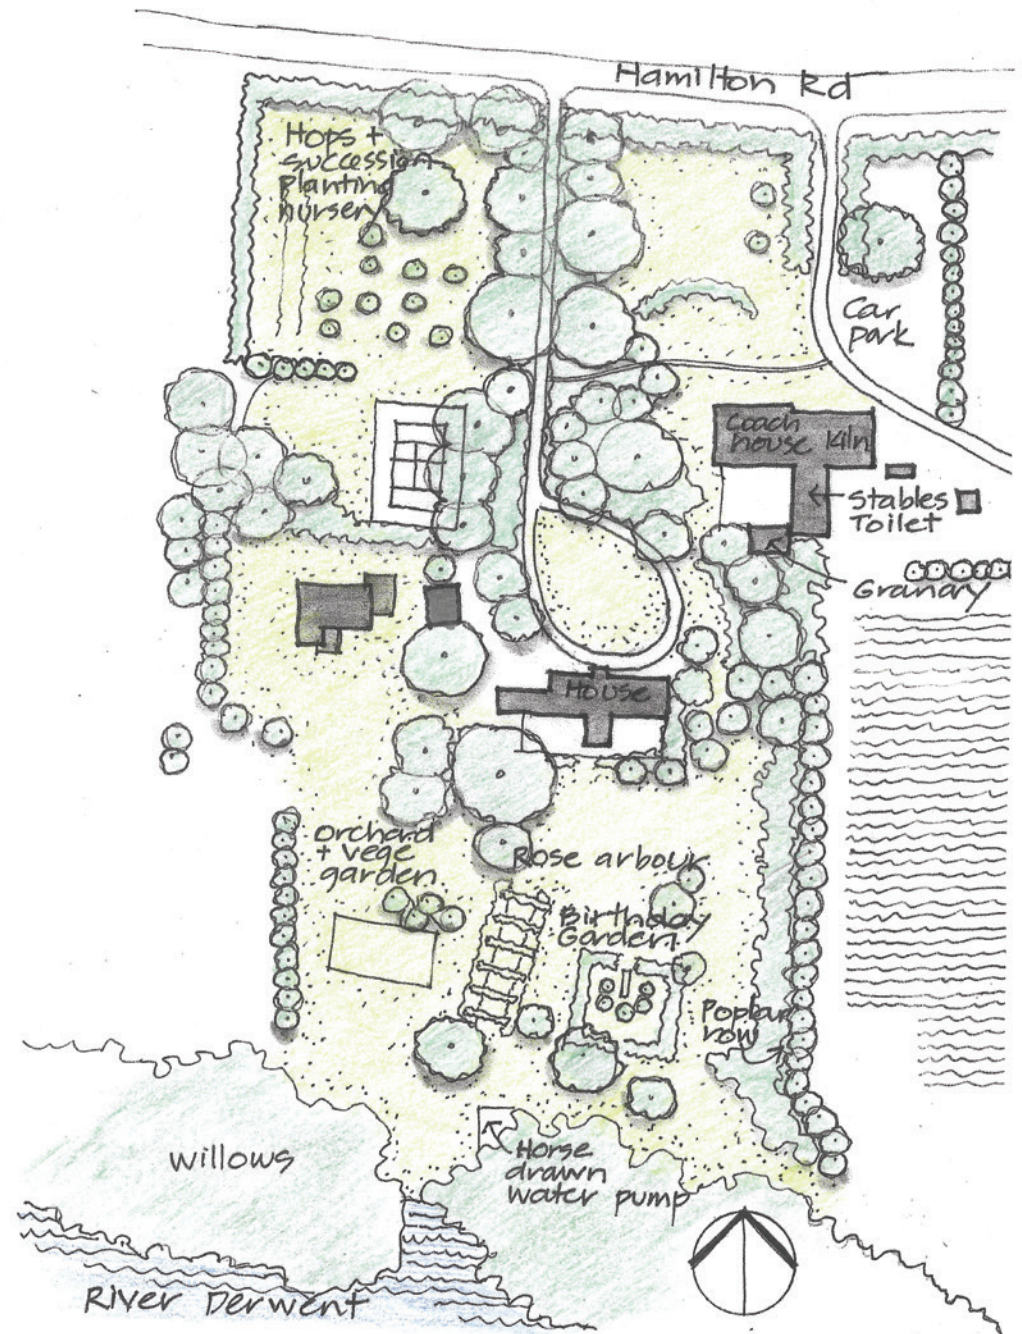 Hamilton Rd
Hops +
succession
planting
nursery
Car
park
Coach
house
Stables
Toilet
Granary
House
Orchard
+ vege
garden
Rose arbour
Birthday
Garden
Poplar
row
Willows
Horse
drawn
water pump
River Derwent